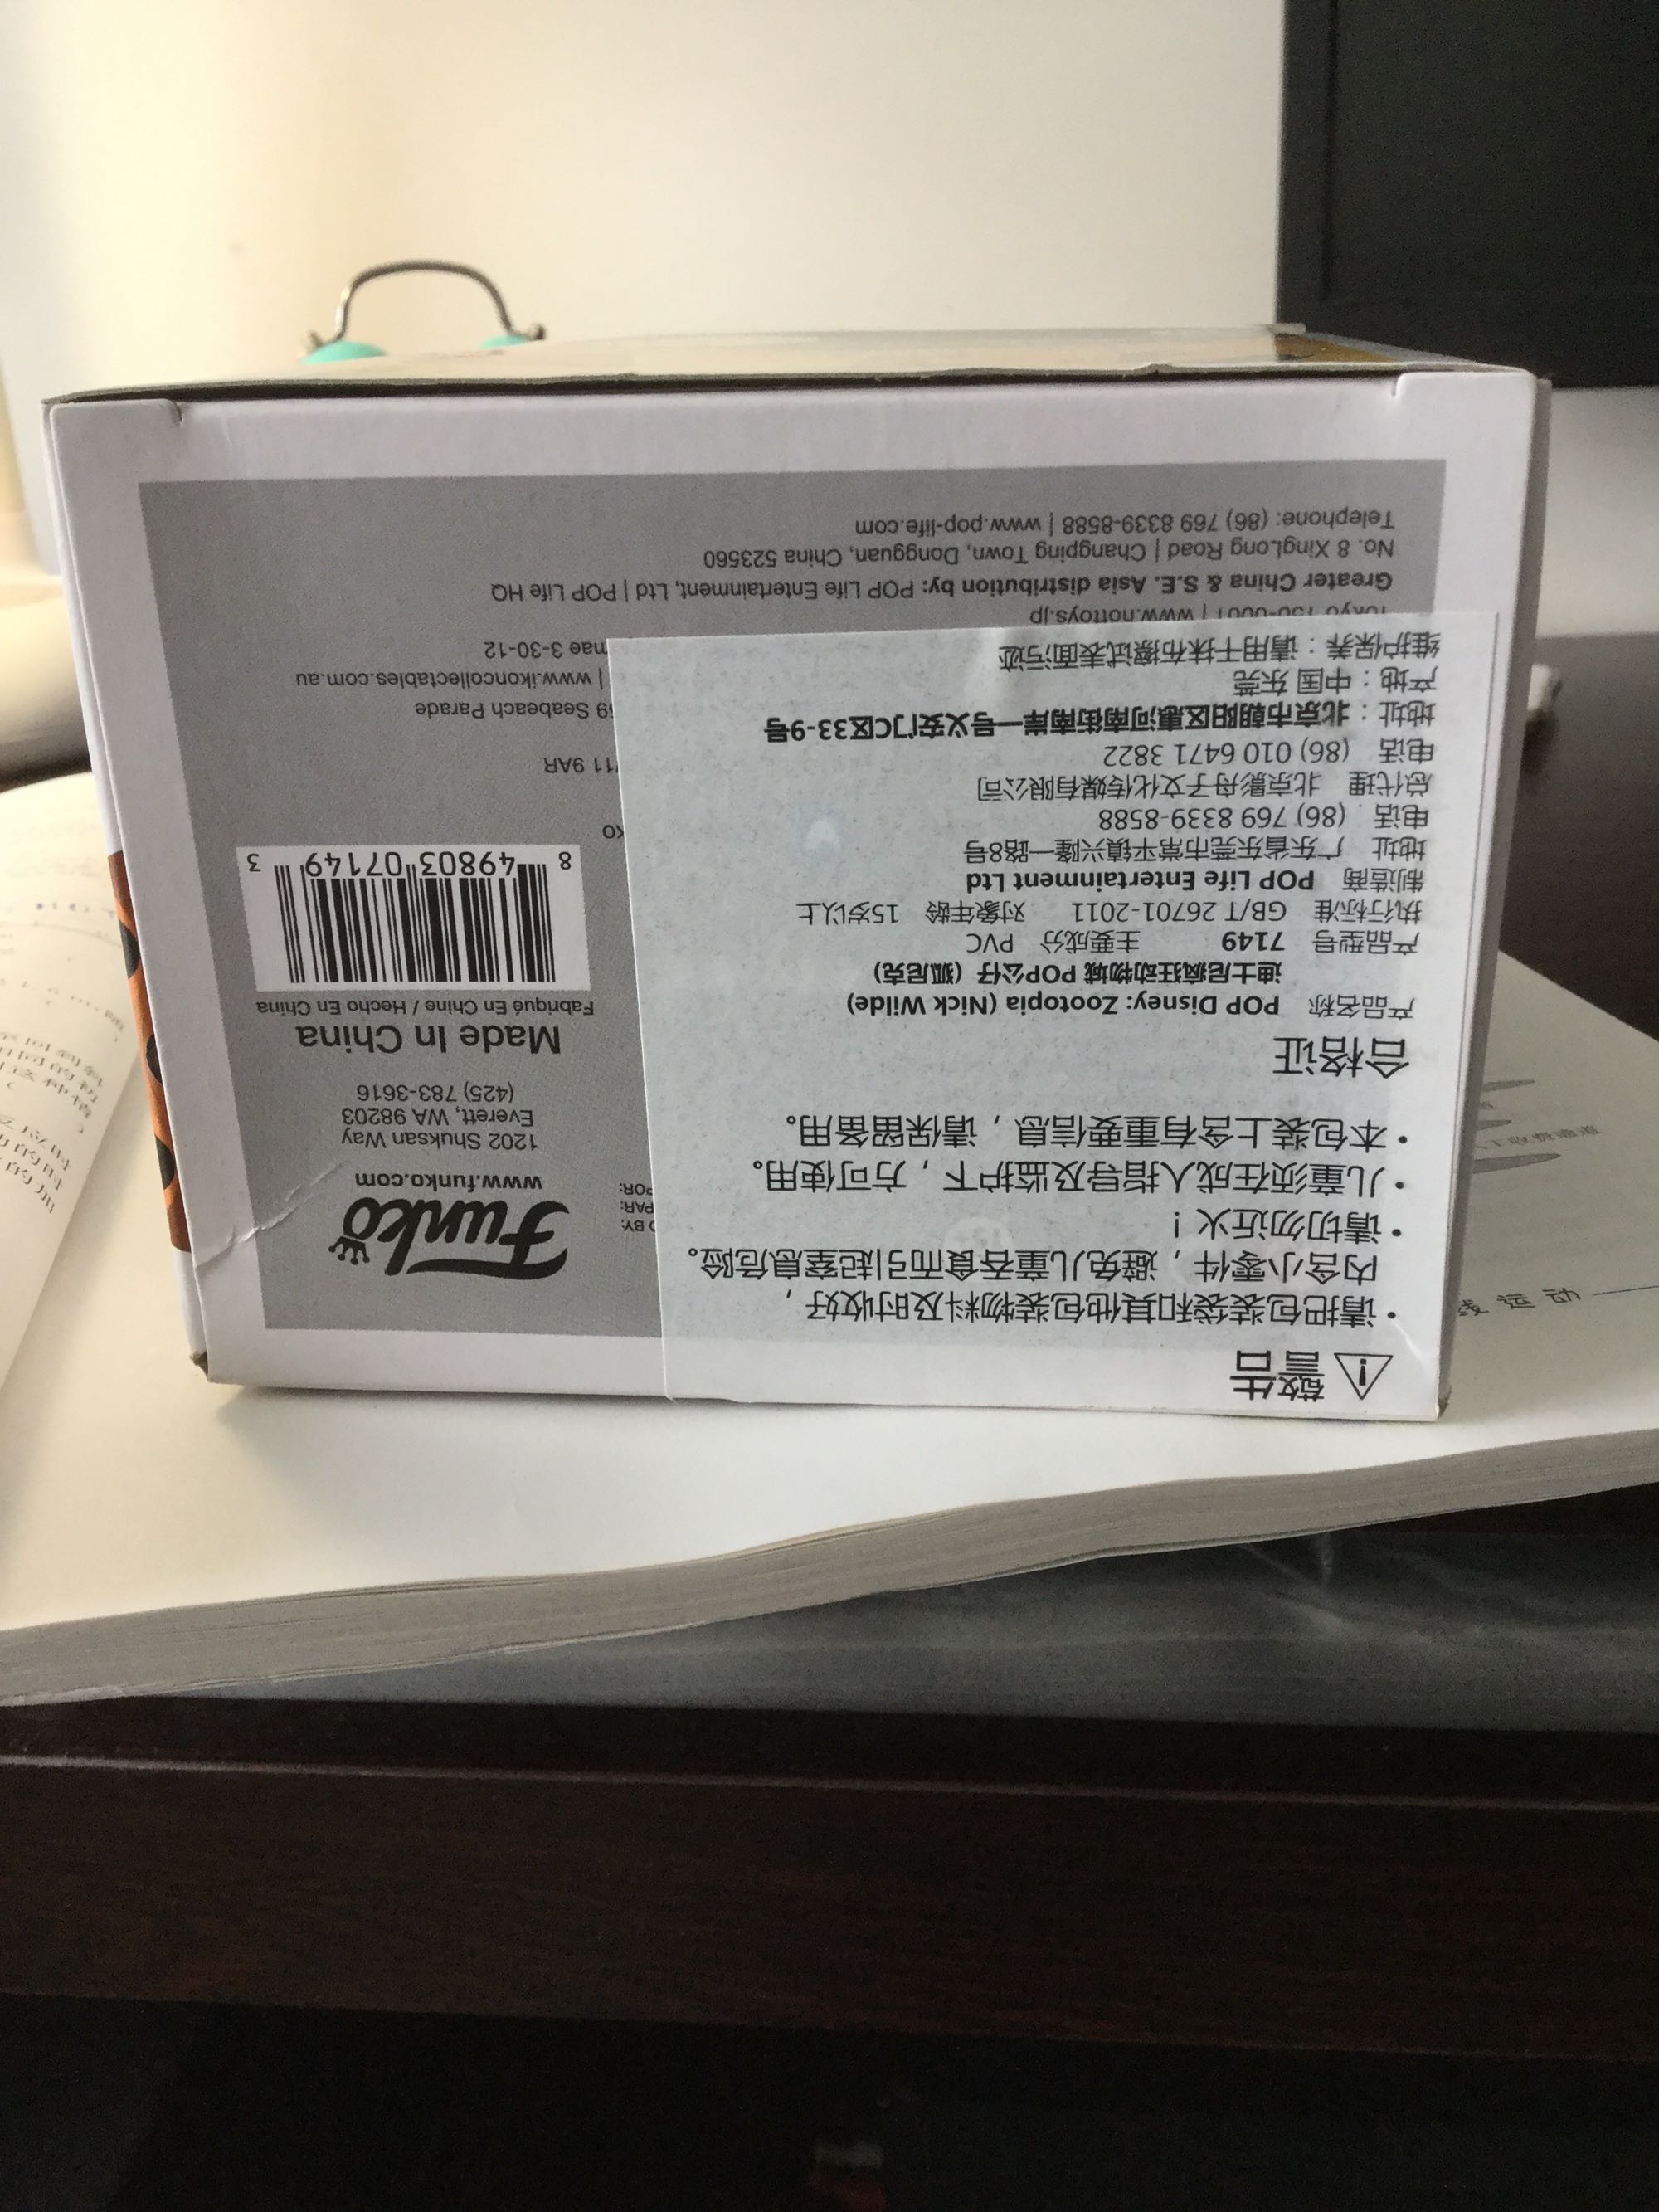 警告
•请把包装袋和其他包装物料及时收好，
内含小零件，避免儿童吞食而引起窒息危险。
•请切勿近火！
•儿童须在成人指导及监护下，方可使用。
•本包装上含有重要信息，请保留备用。
合格证
产品名称 POP Disney: Zootopia (Nick Wilde)
迪士尼疯狂动物城 POP公仔（狐尼克）
产品型号 7149 主要成分 PVC
执行标准 GB/T 26701-2011 对象年龄 15岁以上
制造商 POP Life Entertainment Ltd
地址 广东省东莞市常平镇兴隆一路8号
电话 (86) 769 8339-8588
总代理 北京影舟子文化传媒有限公司
电话 (86) 010 6471 3822
地址：北京市朝阳区惠河南街南岸一号义安门C区33-9号
产地：中国 东莞
维护保养：请用干抹布擦试表面污迹
Funko
www.funko.com
1202 Shuksan Way
Everett, WA 98203
(425) 783-3616
Made In China
Fabriqué En Chine / Hecho En China
8 49803 07149 3
BY:
PAR:
POR:
11 9AR
Seabeach Parade
| www.ikoncollectables.com.au
3-30-12
Tokyo 150-0001 | www.nottoys.jp
Greater China & S.E. Asia distribution by: POP Life Entertainment, Ltd | POP Life HQ
No. 8 XingLong Road | Changping Town, Dongguan, China 523560
Telephone: (86) 769 8339-8588 | www.pop-life.com
线 运 动